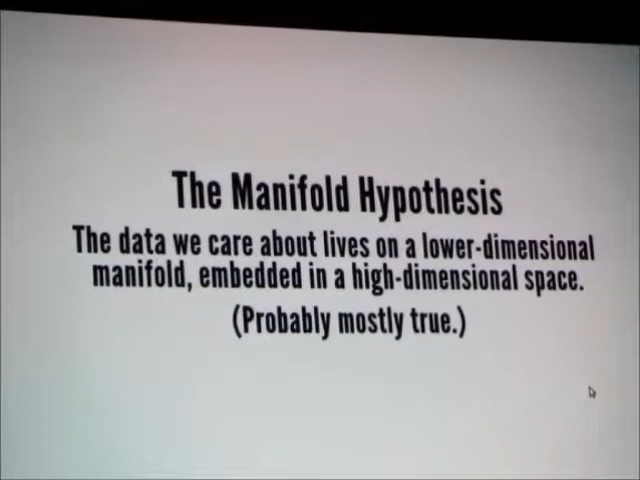 The Manifold Hypothesis
The data we care about lives on a lower-dimensional
manifold, embedded in a high-dimensional space.
(Probably mostly true.)